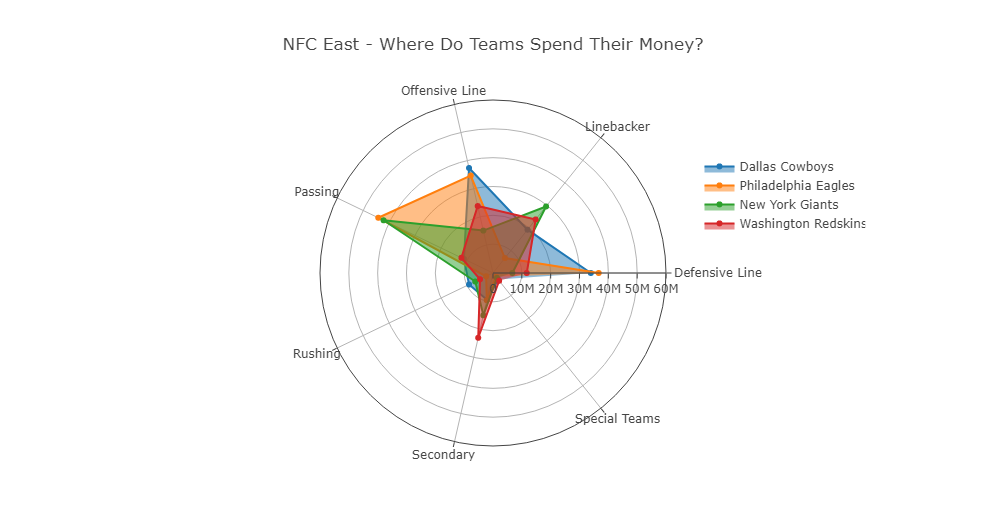 NFC East - Where Do Teams Spend Their Money?
Offensive Line
Linebacker
Passing
Defensive Line
0 10M 20M 30M 40M 50M 60M
Rushing
Special Teams
Secondary
Dallas Cowboys
Philadelphia Eagles
New York Giants
Washington Redskins